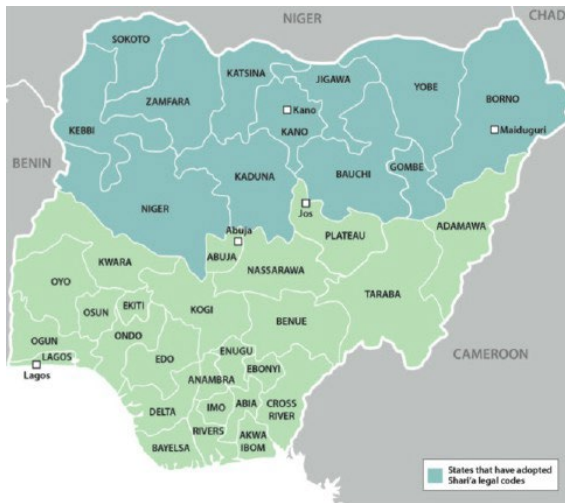 NIGER
CHAD
SOKOTO
KATSINA
JIGAWA
YOBE
BORNO
ZAMFARA
Kano
KANO
Maiduguri
KEBBI
BENIN
KADUNA
BAUCHI
GOMBE
NIGER
Jos
ADAMAWA
Abuja
ABUJA
PLATEAU
KWARA
NASSARAWA
OYO
TARABA
OSUN
EKITI
KOGI
BENUE
OGUN
ONDO
LAGOS
Lagos
EDO
ENUGU
EBONYI
CAMEROON
ANAMBRA
DELTA
IMO
ABIA
CROSS
RIVER
RIVERS
AKWA
IBOM
BAYELSA
States that have adopted
Shari'a legal codes